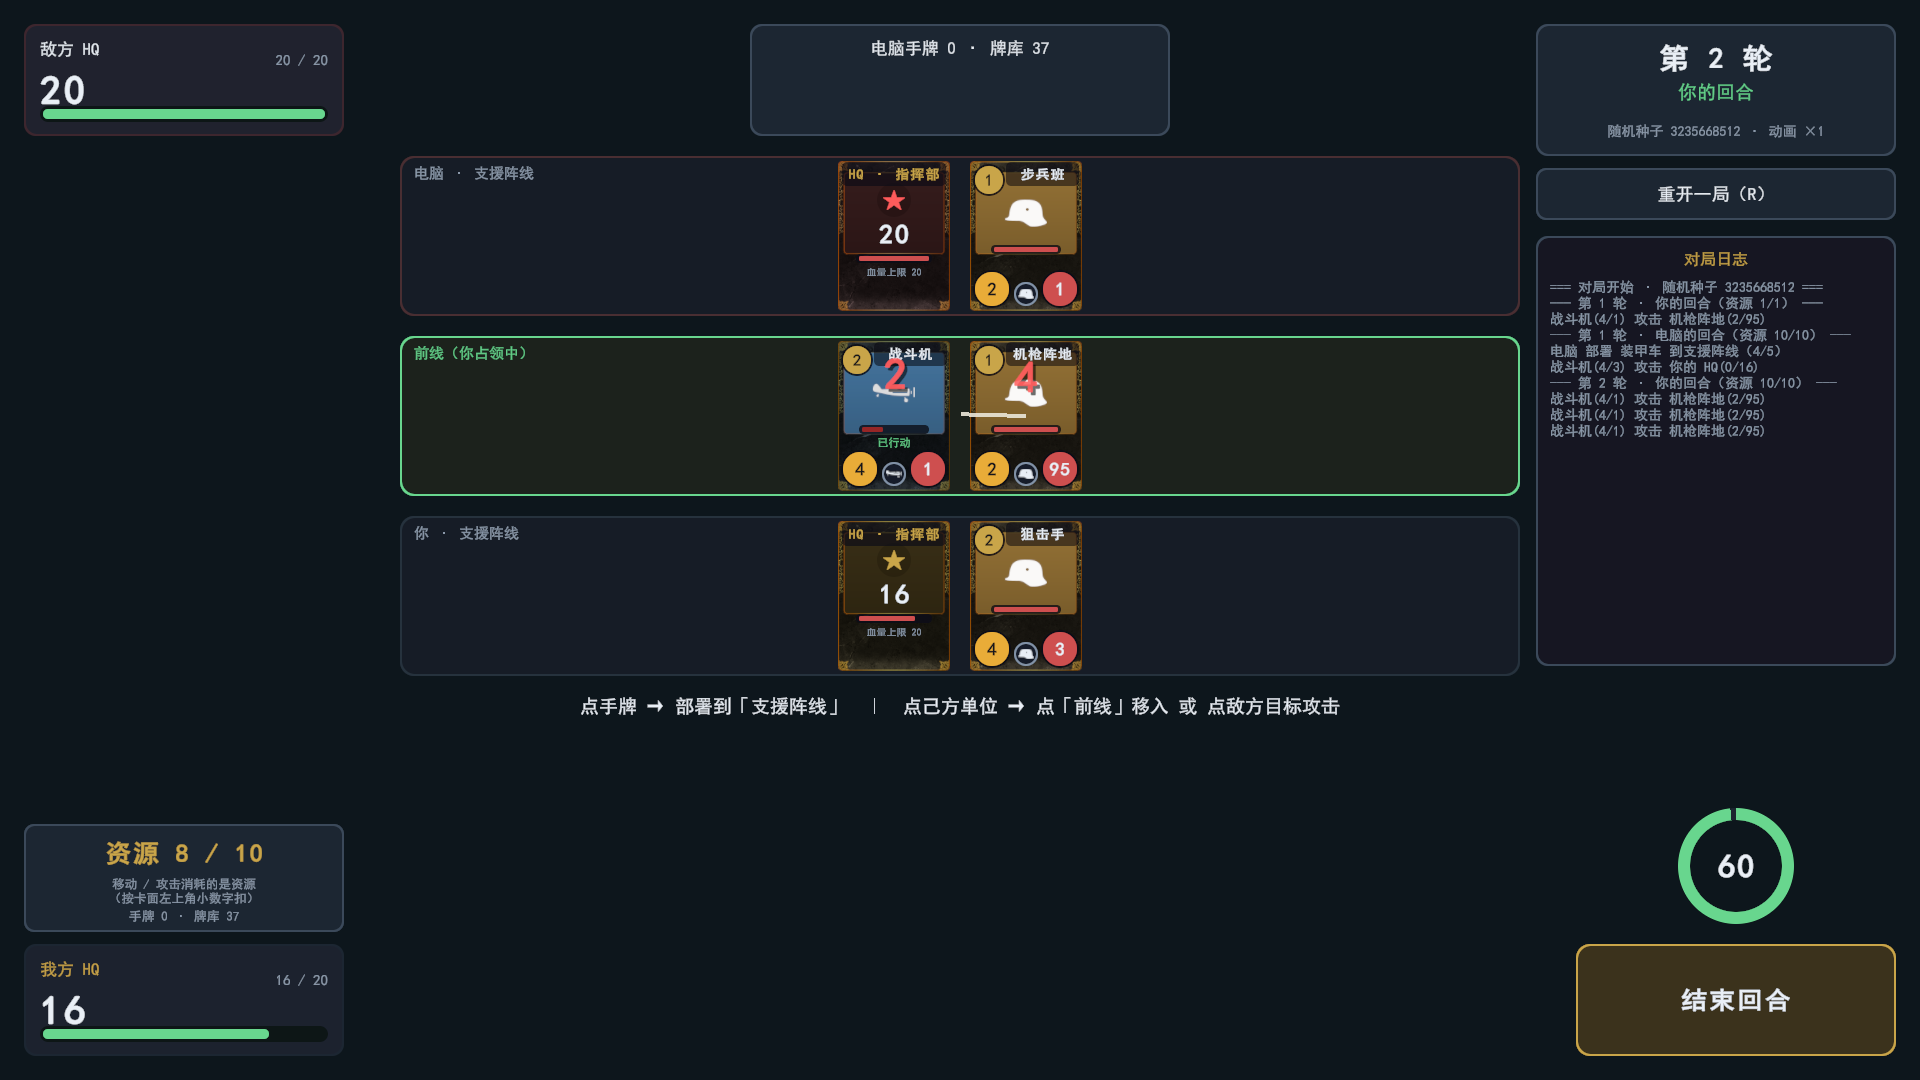 敌方 HQ
20 / 20
20
电脑手牌 0 · 牌库 37
第 2 轮
你的回合
随机种子 3235668512 · 动画 ×1
重开一局（R）
电脑 · 支援阵线
HQ · 指挥部
20
血量上限 20
1
步兵班
2
1
前线（你占领中）
2
战斗机
2
已行动
4
1
1
机枪阵地
4
2
95
你 · 支援阵线
HQ · 指挥部
16
血量上限 20
2
狙击手
4
3
对局日志
═══ 对局开始 · 随机种子 3235668512 ═══
── 第 1 轮 · 你的回合（资源 1/1） ──
战斗机(4/1) 攻击 机枪阵地(2/95)
── 第 1 轮 · 电脑的回合（资源 10/10） ──
电脑 部署 装甲车 到支援阵线（4/5）
战斗机(4/3) 攻击 你的 HQ(0/16)
── 第 2 轮 · 你的回合（资源 10/10） ──
战斗机(4/1) 攻击 机枪阵地(2/95)
战斗机(4/1) 攻击 机枪阵地(2/95)
战斗机(4/1) 攻击 机枪阵地(2/95)
点手牌 → 部署到「支援阵线」 ｜ 点己方单位 → 点「前线」移入 或 点敌方目标攻击
资源 8 / 10
移动 / 攻击消耗的是资源
（按卡面左上角小数字扣）
手牌 0 · 牌库 37
我方 HQ
16 / 20
16
60
结束回合